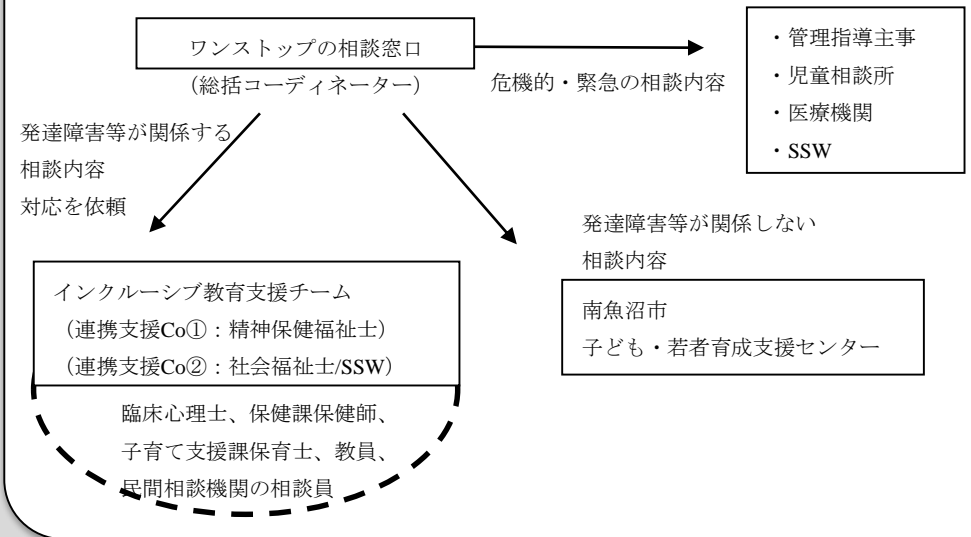 ワンストップの相談窓口
（総括コーディネーター）
危機的・緊急の相談内容
・管理指導主事
・児童相談所
・医療機関
・SSW
発達障害等が関係する
相談内容
対応を依頼
発達障害等が関係しない
相談内容
インクルーシブ教育支援チーム
（連携支援Co①：精神保健福祉士）
（連携支援Co②：社会福祉士/SSW）
臨床心理士、保健課保健師、
子育て支援課保育士、教員、
民間相談機関の相談員
南魚沼市
子ども・若者育成支援センター